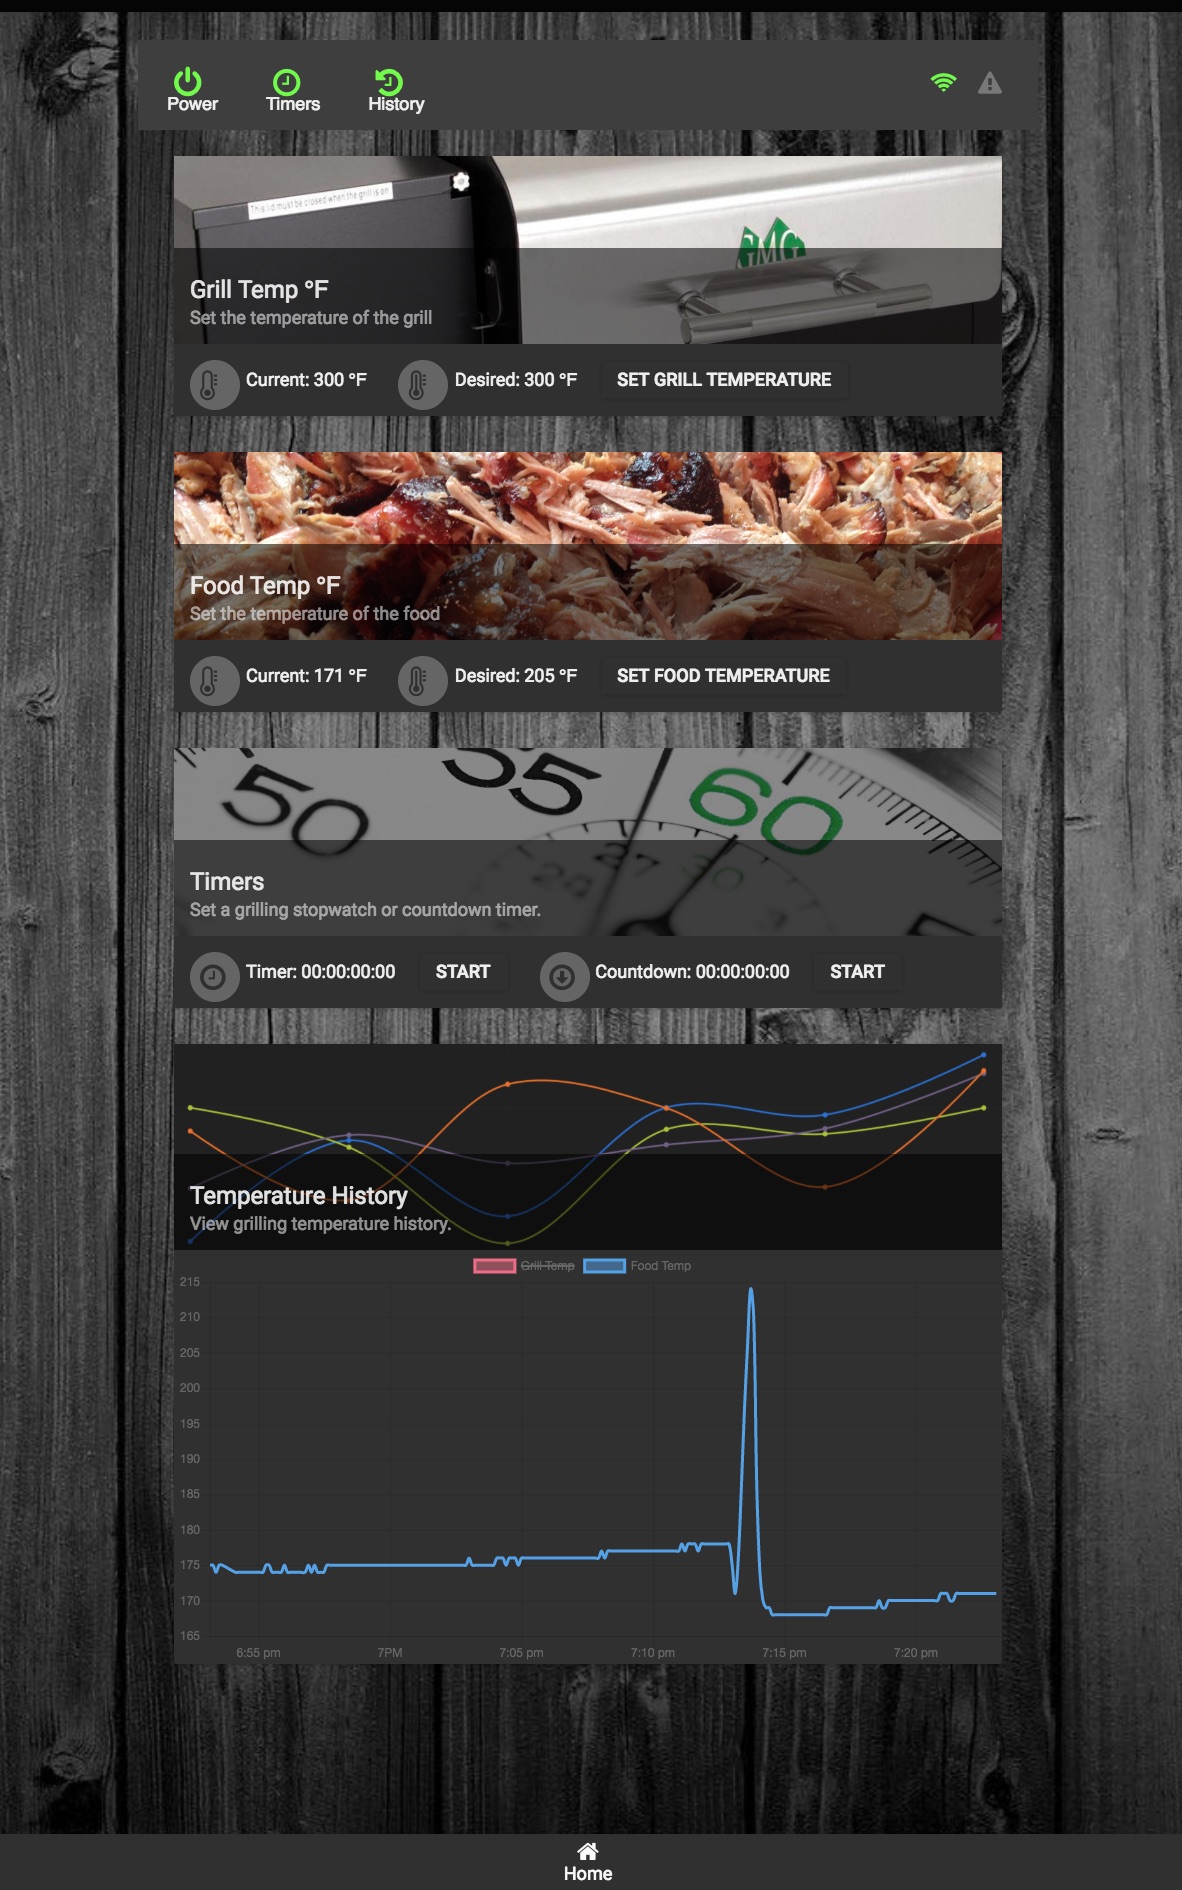 Power
Timers
History
This lid must be closed when the grill is on
GMG
Grill Temp °F
Set the temperature of the grill
Current: 300 °F
Desired: 300 °F
SET GRILL TEMPERATURE
Food Temp °F
Set the temperature of the food
Current: 171 °F
Desired: 205 °F
SET FOOD TEMPERATURE
50
55
60
27
28
30
Timers
Set a grilling stopwatch or countdown timer.
Timer: 00:00:00:00
START
Countdown: 00:00:00:00
START
Temperature History
View grilling temperature history.
Grill Temp
Food Temp
215
210
205
200
195
190
185
180
175
170
165
6:55 pm
7PM
7:05 pm
7:10 pm
7:15 pm
7:20 pm
Home